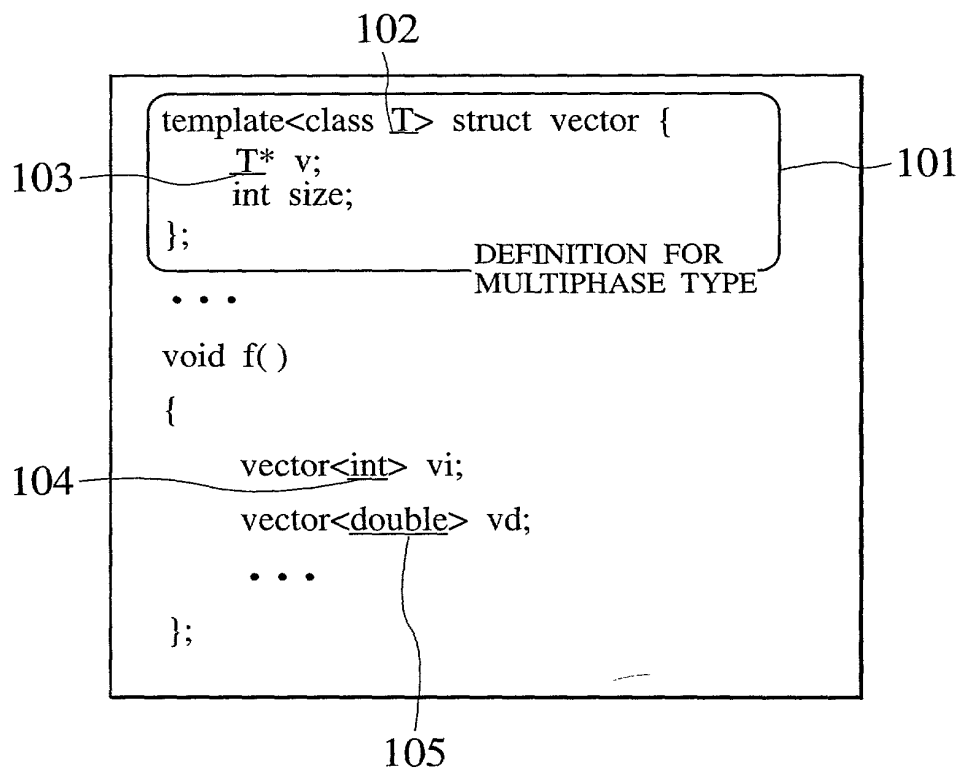 102
template<class T> struct vector {
103
T* v;
101
int size;
};
DEFINITION FOR
MULTIPHASE TYPE
• • •
void f( )
{
104
vector<int> vi;
vector<double> vd;
• • •
};
105